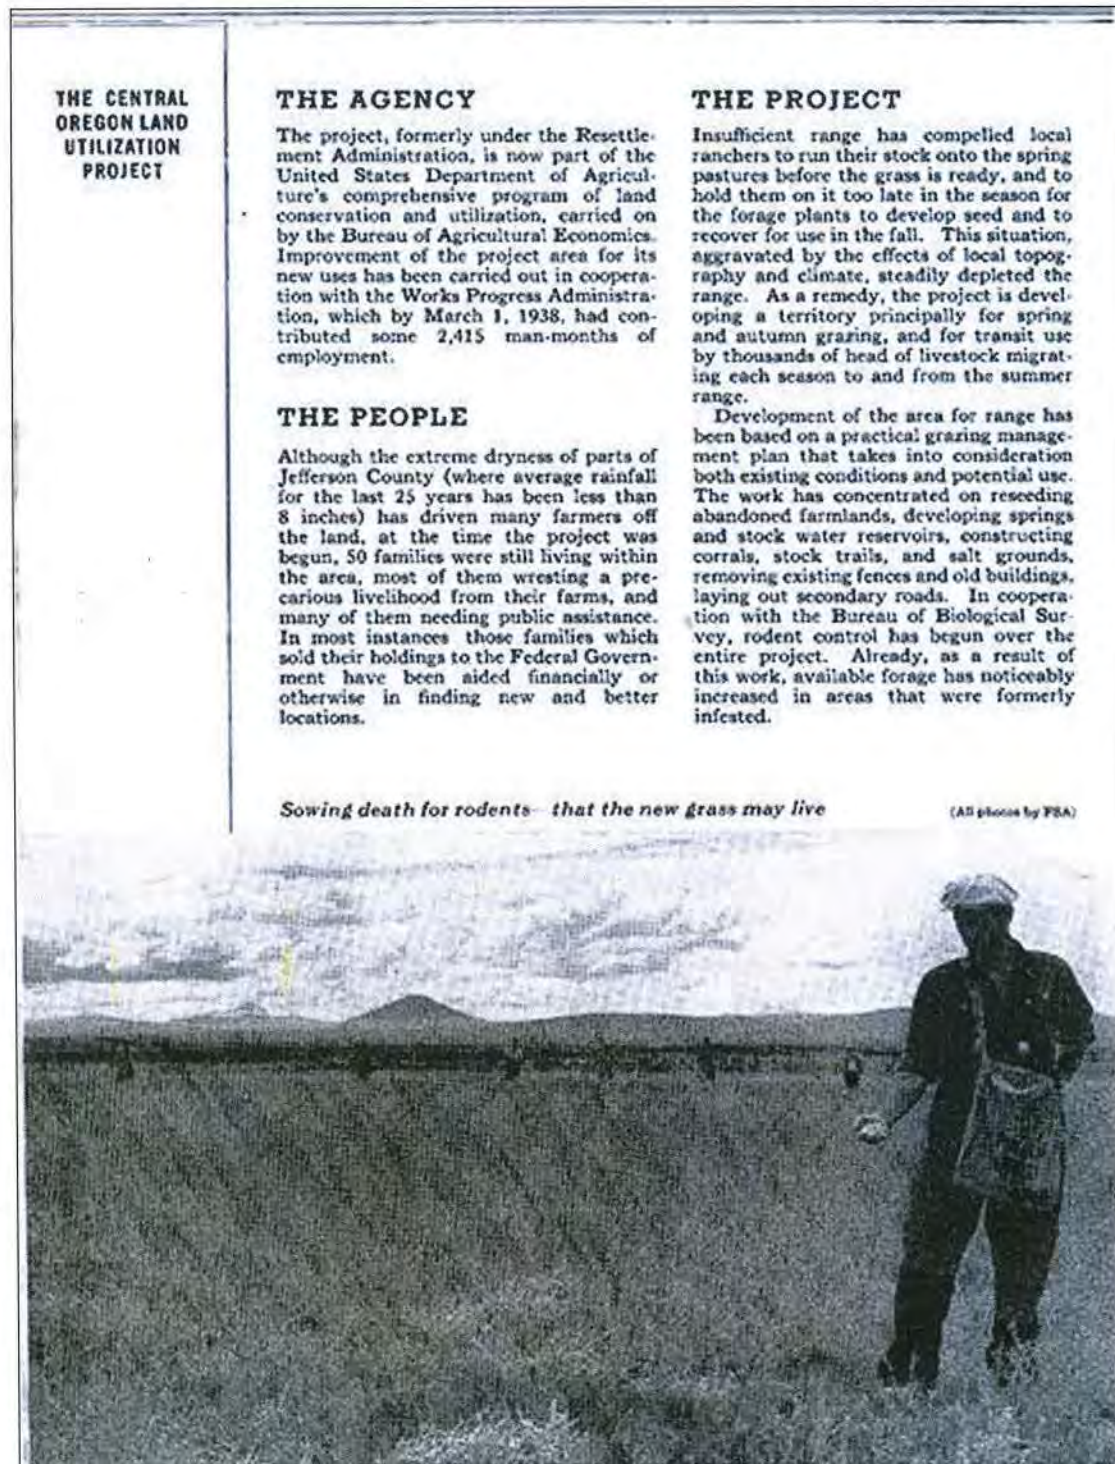 THE CENTRAL
OREGON LAND
UTILIZATION
PROJECT
THE AGENCY
The project, formerly under the Resettle-
ment Administration, is now part of the
United States Department of Agricul-
ture's comprehensive program of land
conservation and utilization, carried on
by the Bureau of Agricultural Economics.
Improvement of the project area for its
new uses has been carried out in coopera-
tion with the Works Progress Administra-
tion, which by March 1, 1938, had con-
tributed some 2,415 man-months of
employment.
THE PEOPLE
Although the extreme dryness of parts of
Jefferson County (where average rainfall
for the last 25 years has been less than
8 inches) has driven many farmers off
the land, at the time the project was
begun, 50 families were still living within
the area, most of them wresting a pre-
carious livelihood from their farms, and
many of them needing public assistance.
In most instances those families which
sold their holdings to the Federal Govern-
ment have been aided financially or
otherwise in finding new and better
locations.
THE PROJECT
Insufficient range has compelled local
ranchers to run their stock onto the spring
pastures before the grass is ready, and to
hold them on it too late in the season for
the forage plants to develop seed and to
recover for use in the fall. This situation,
aggravated by the effects of local topog-
raphy and climate, steadily depleted the
range. As a remedy, the project is devel-
oping a territory principally for spring
and autumn grazing, and for transit use
by thousands of head of livestock migrat-
ing each season to and from the summer
range.
Development of the area for range has
been based on a practical grazing manage-
ment plan that takes into consideration
both existing conditions and potential use.
The work has concentrated on reseeding
abandoned farmlands, developing springs
and stock water reservoirs, constructing
corrals, stock trails, and salt grounds,
removing existing fences and old buildings,
laying out secondary roads. In coopera-
tion with the Bureau of Biological Sur-
vey, rodent control has begun over the
entire project. Already, as a result of
this work, available forage has noticeably
increased in areas that were formerly
infested.
Sowing death for rodents— that the new grass may live
(All photos by FSA)